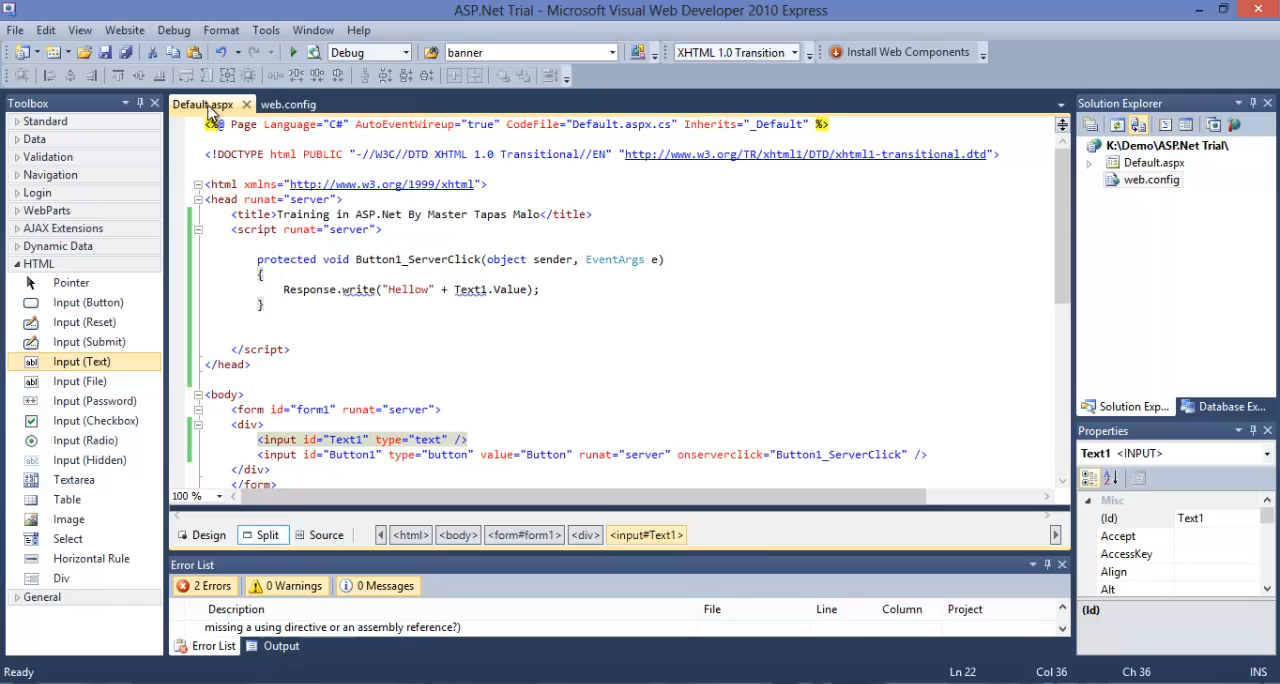 ASP.Net Trial - Microsoft Visual Web Developer 2010 Express
File Edit View Website Debug Format Tools Window Help
Debug banner XHTML 1.0 Transition Install Web Components
Toolbox
Standard
Data
Validation
Navigation
Login
WebParts
AJAX Extensions
Dynamic Data
HTML
Pointer
Input (Button)
Input (Reset)
Input (Submit)
Input (Text)
Input (File)
Input (Password)
Input (Checkbox)
Input (Radio)
Input (Hidden)
Textarea
Table
Image
Select
Horizontal Rule
Div
General
Default.aspx web.config
<%@ Page Language="C#" AutoEventWireup="true" CodeFile="Default.aspx.cs" Inherits="_Default" %>
<!DOCTYPE html PUBLIC "-//W3C//DTD XHTML 1.0 Transitional//EN" "http://www.w3.org/TR/xhtml1/DTD/xhtml1-transitional.dtd">
<html xmlns="http://www.w3.org/1999/xhtml">
<head runat="server">
<title>Training in ASP.Net By Master Tapas Malo</title>
<script runat="server">
protected void Button1_ServerClick(object sender, EventArgs e)
{
Response.write("Hellow" + Text1.Value);
}
</script>
</head>
<body>
<form id="form1" runat="server">
<div>
<input id="Text1" type="text" />
<input id="Button1" type="button" value="Button" runat="server" onserverclick="Button1_ServerClick" />
</div>
</form>
100 %
Design Split Source <html> <body> <form#form1> <div> <input#Text1>
Error List
2 Errors 0 Warnings 0 Messages
Description File Line Column Project
missing a using directive or an assembly reference?)
Error List Output
Solution Explorer
K:\Demo\ASP.Net Trial\
Default.aspx
web.config
Solution Exp... Database Ex...
Properties
Text1 <INPUT>
Misc
(Id) Text1
Accept
AccessKey
Align
Alt
(Id)
Ready Ln 22 Col 36 Ch 36 INS